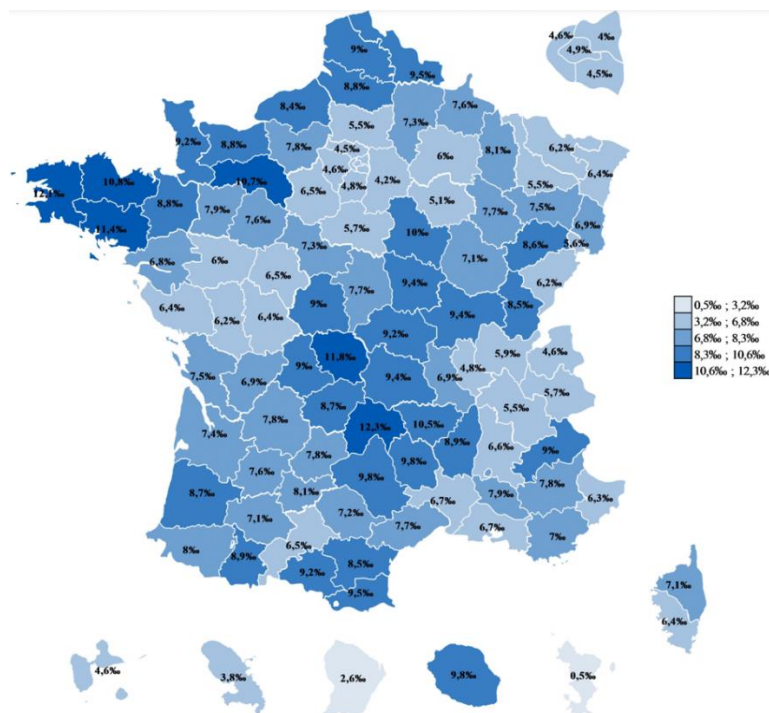 4,6‰ 4‰
9‰
4,9‰
9,5‰ 4,5‰
8,8‰
7,6‰
8,4‰
7,3‰
5,5‰
9,2‰ 8,8‰ 7,8‰ 4,5‰ 6‰ 8,1‰ 6,2‰
4,6‰ 6,4‰
12,1‰ 10,8‰ 10,7‰ 4,2‰
6,5‰ 4,8‰ 5,5‰
8,8‰ 7,9‰ 7,6‰ 5,1‰ 7,7‰ 7,5‰
11,4‰ 5,7‰ 10‰ 6,9‰
7,3‰ 8,6‰ 5,6‰
6,8‰ 6‰ 7,1‰
6,5‰ 7,7‰ 9,4‰ 6,2‰
6,4‰ 6,2‰ 6,4‰ 9‰ 9,4‰ 8,5‰
0,5‰ ; 3,2‰
3,2‰ ; 6,8‰
6,8‰ ; 8,3‰
8,3‰ ; 10,6‰
10,6‰ ; 12,3‰
9,2‰
11,8‰ 5,9‰ 4,6‰
9‰ 4,8‰
7,5‰ 6,9‰ 9,4‰ 6,9‰
5,7‰
8,7‰ 5,5‰
7,8‰
7,4‰ 12,3‰ 10,5‰
8,9‰ 6,6‰ 9‰
7,6‰ 7,8‰ 9,8‰ 9,8‰
7,8‰
8,7‰ 8,1‰ 6,7‰ 7,9‰ 6,3‰
7,1‰ 7,2‰
7,7‰ 6,7‰
7‰
8‰ 8,9‰ 6,5‰
8,5‰
9,2‰
9,5‰
7,1‰
6,4‰
4,6‰ 3,8‰ 2,6‰ 9,8‰ 0,5‰